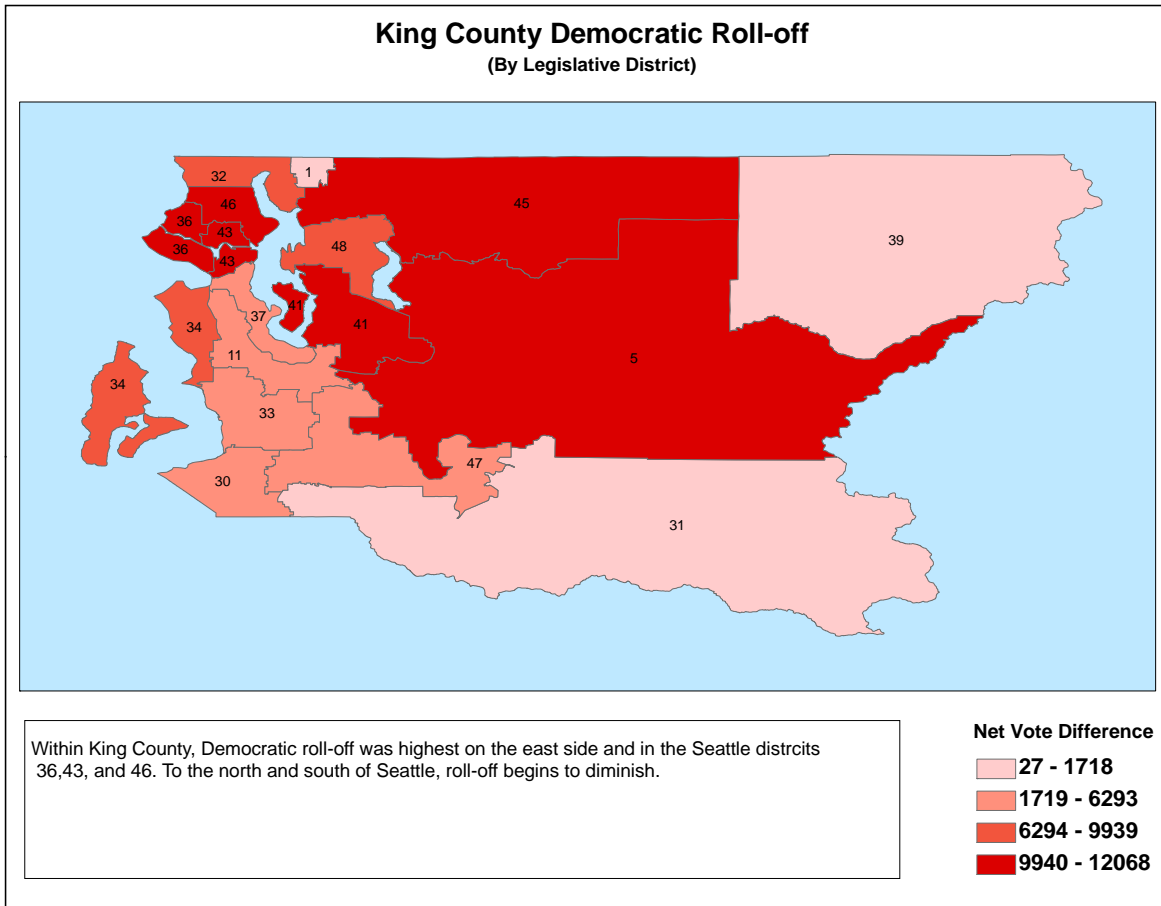 King County Democratic Roll-off
(By Legislative District)
32
1
46
45
36
43
39
36
43
48
41
37
34
41
11
5
34
33
47
30
31
Within King County, Democratic roll-off was highest on the east side and in the Seattle distrcits
36,43, and 46. To the north and south of Seattle, roll-off begins to diminish.
Net Vote Difference
27 - 1718
1719 - 6293
6294 - 9939
9940 - 12068